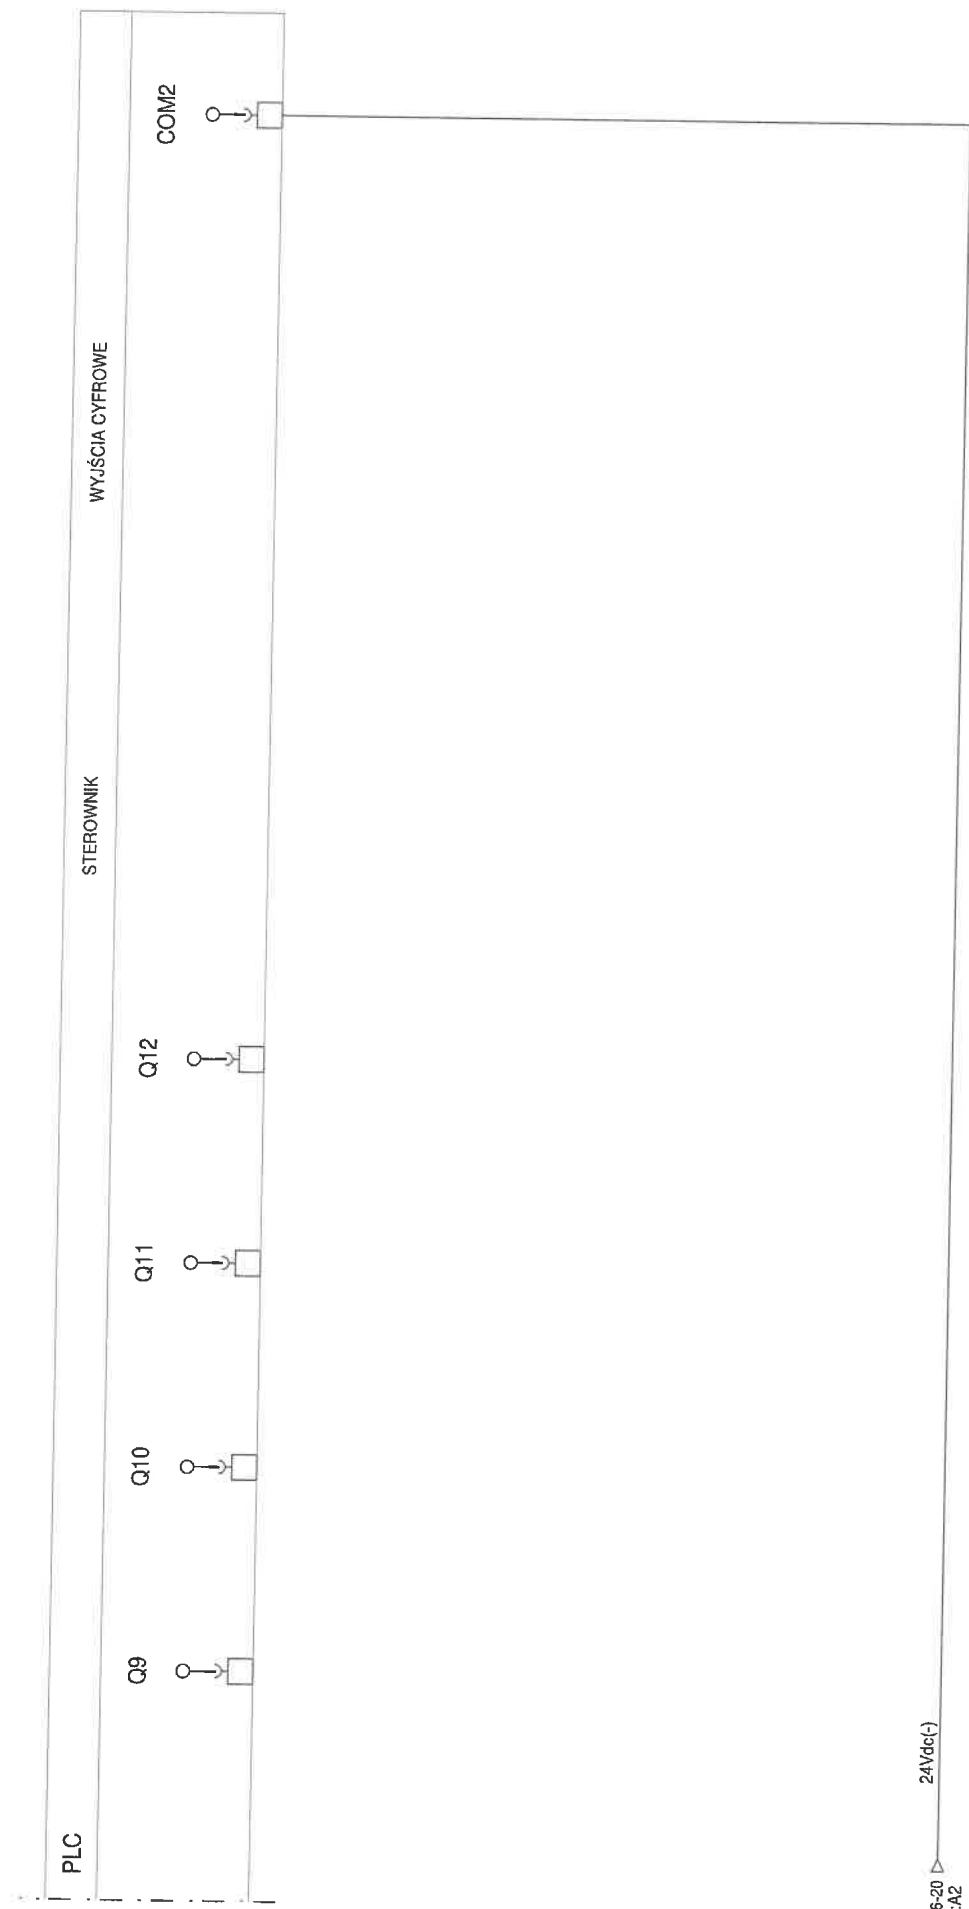 PLC
STEROWNIK
WYJŚCIA CYFROWE
Q9
Q10
Q11
Q12
COM2
24Vdc(-)
6-20
:A2